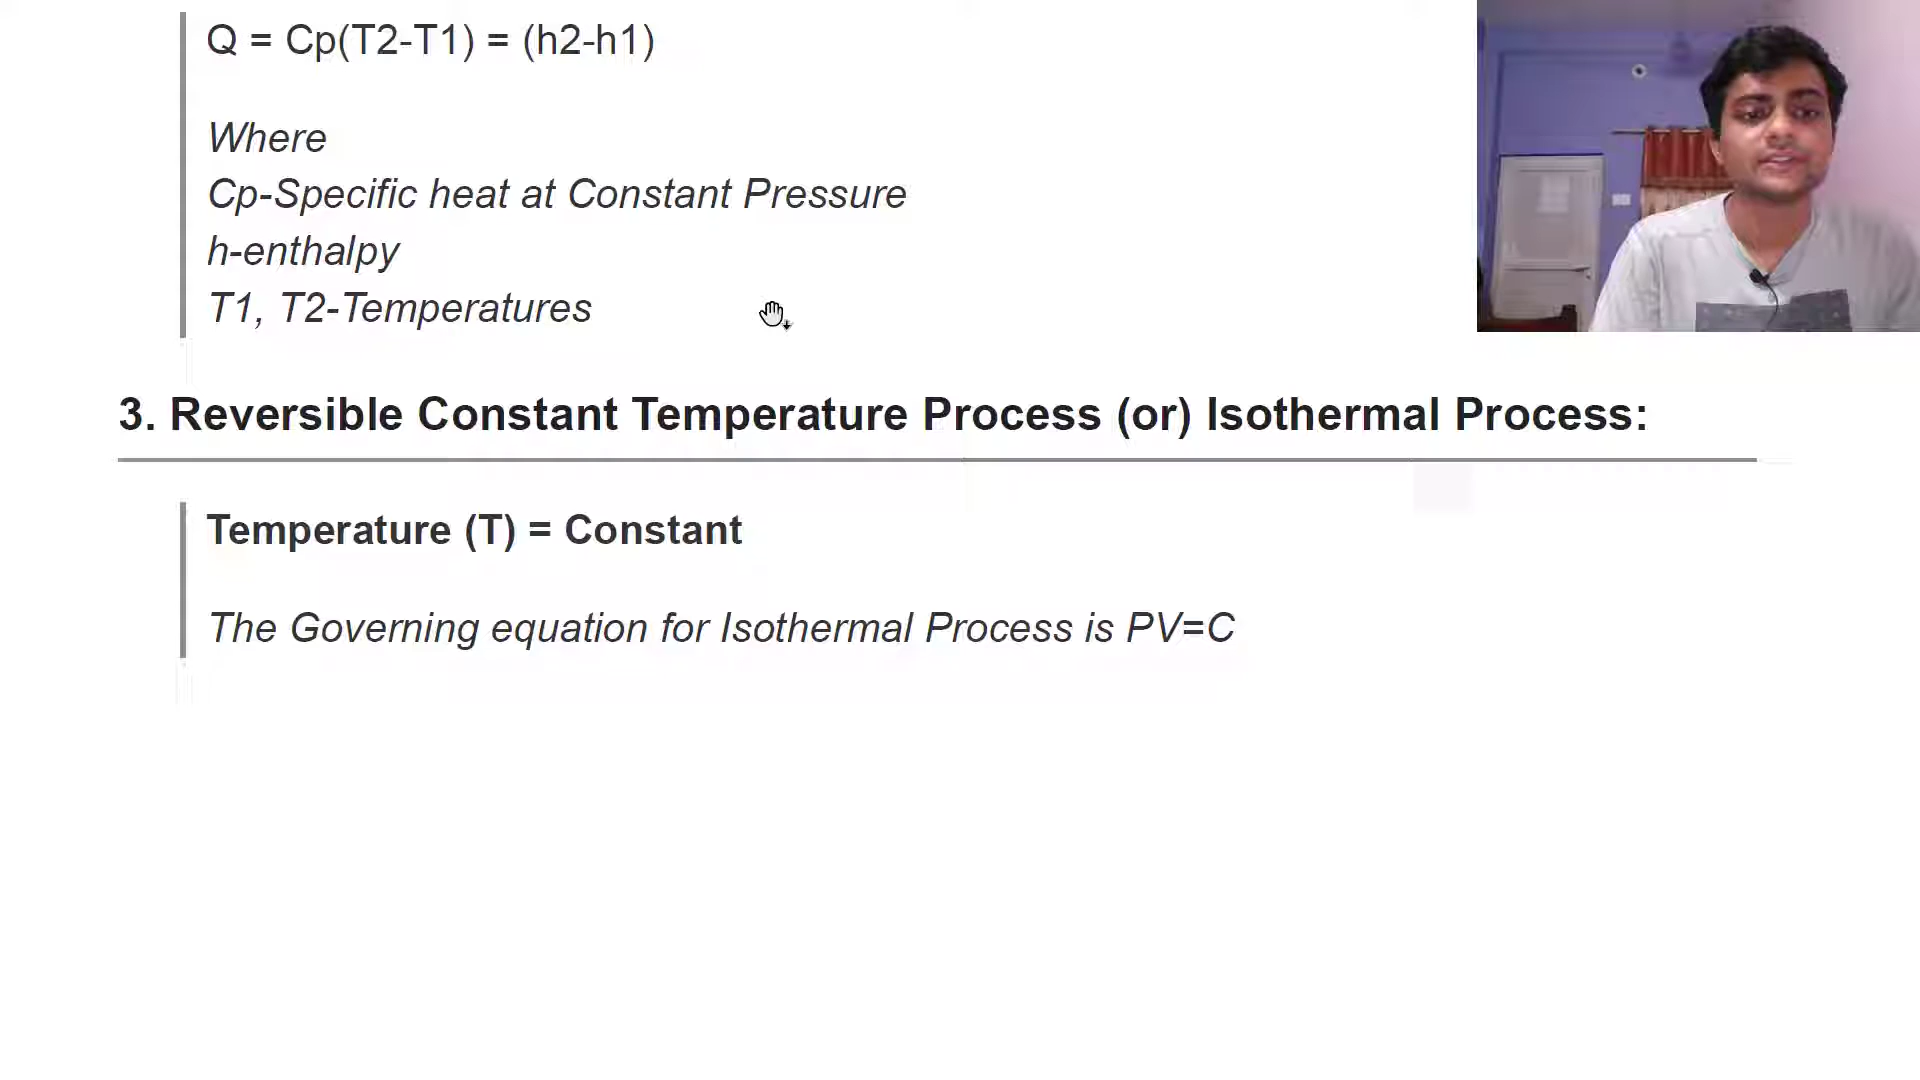 Q = Cp(T2-T1) = (h2-h1)
Where
Cp-Specific heat at Constant Pressure
h-enthalpy
T1, T2-Temperatures
3. Reversible Constant Temperature Process (or) Isothermal Process:
Temperature (T) = Constant
The Governing equation for Isothermal Process is PV=C